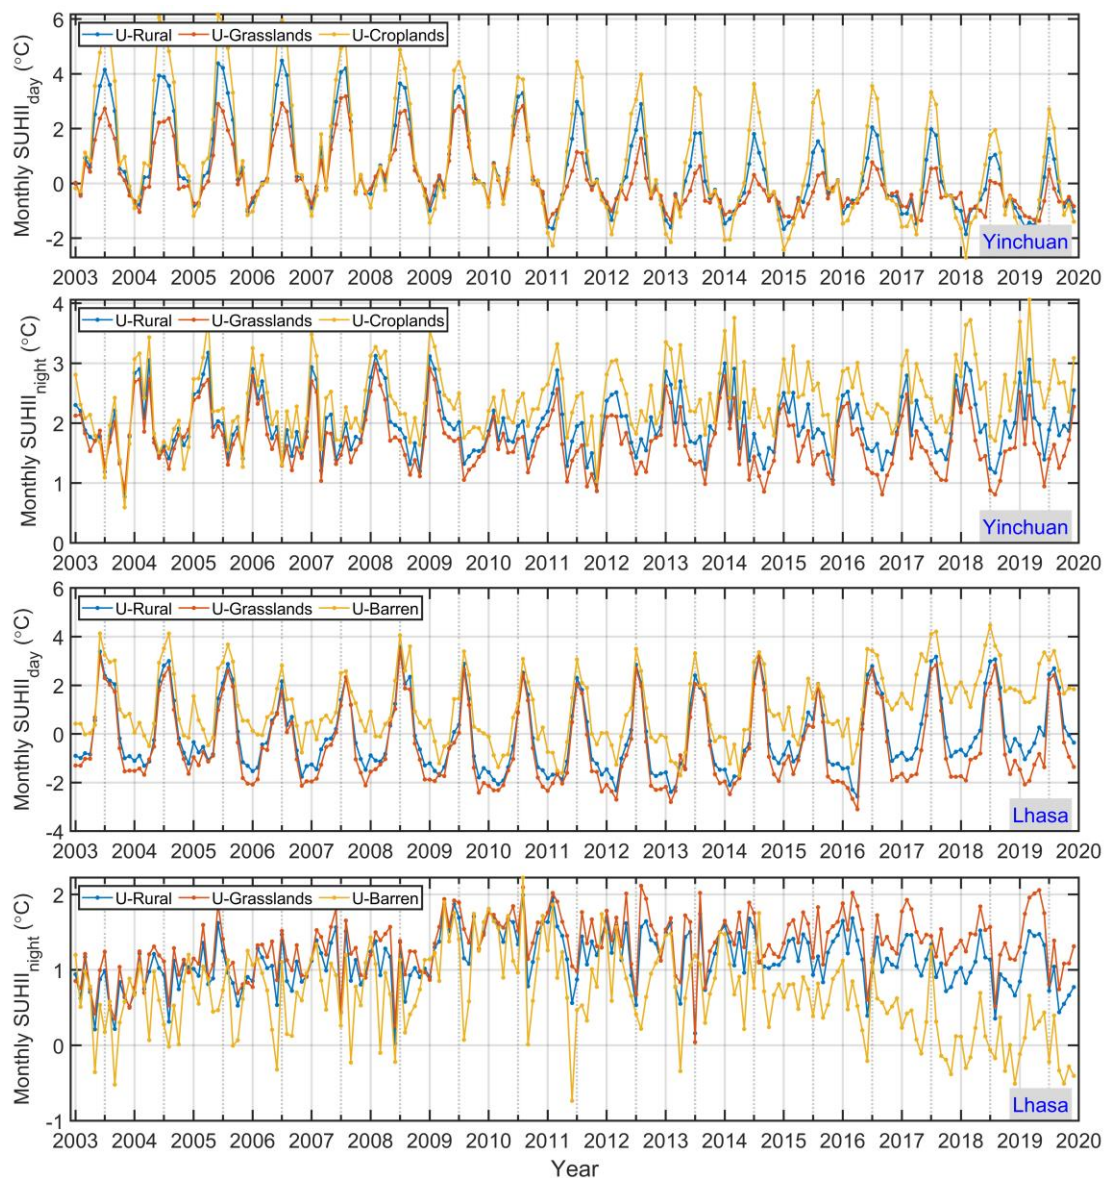 Monthly SUHII_day (°C)
6
4
2
0
-2
U-Rural U-Grasslands U-Croplands
Yinchuan
2003 2004 2005 2006 2007 2008 2009 2010 2011 2012 2013 2014 2015 2016 2017 2018 2019 2020
Monthly SUHII_night (°C)
4
3
2
1
0
U-Rural U-Grasslands U-Croplands
Yinchuan
2003 2004 2005 2006 2007 2008 2009 2010 2011 2012 2013 2014 2015 2016 2017 2018 2019 2020
Monthly SUHII_day (°C)
6
4
2
0
-2
-4
U-Rural U-Grasslands U-Barren
Lhasa
2003 2004 2005 2006 2007 2008 2009 2010 2011 2012 2013 2014 2015 2016 2017 2018 2019 2020
Monthly SUHII_night (°C)
2
1
0
-1
U-Rural U-Grasslands U-Barren
Lhasa
2003 2004 2005 2006 2007 2008 2009 2010 2011 2012 2013 2014 2015 2016 2017 2018 2019 2020
Year